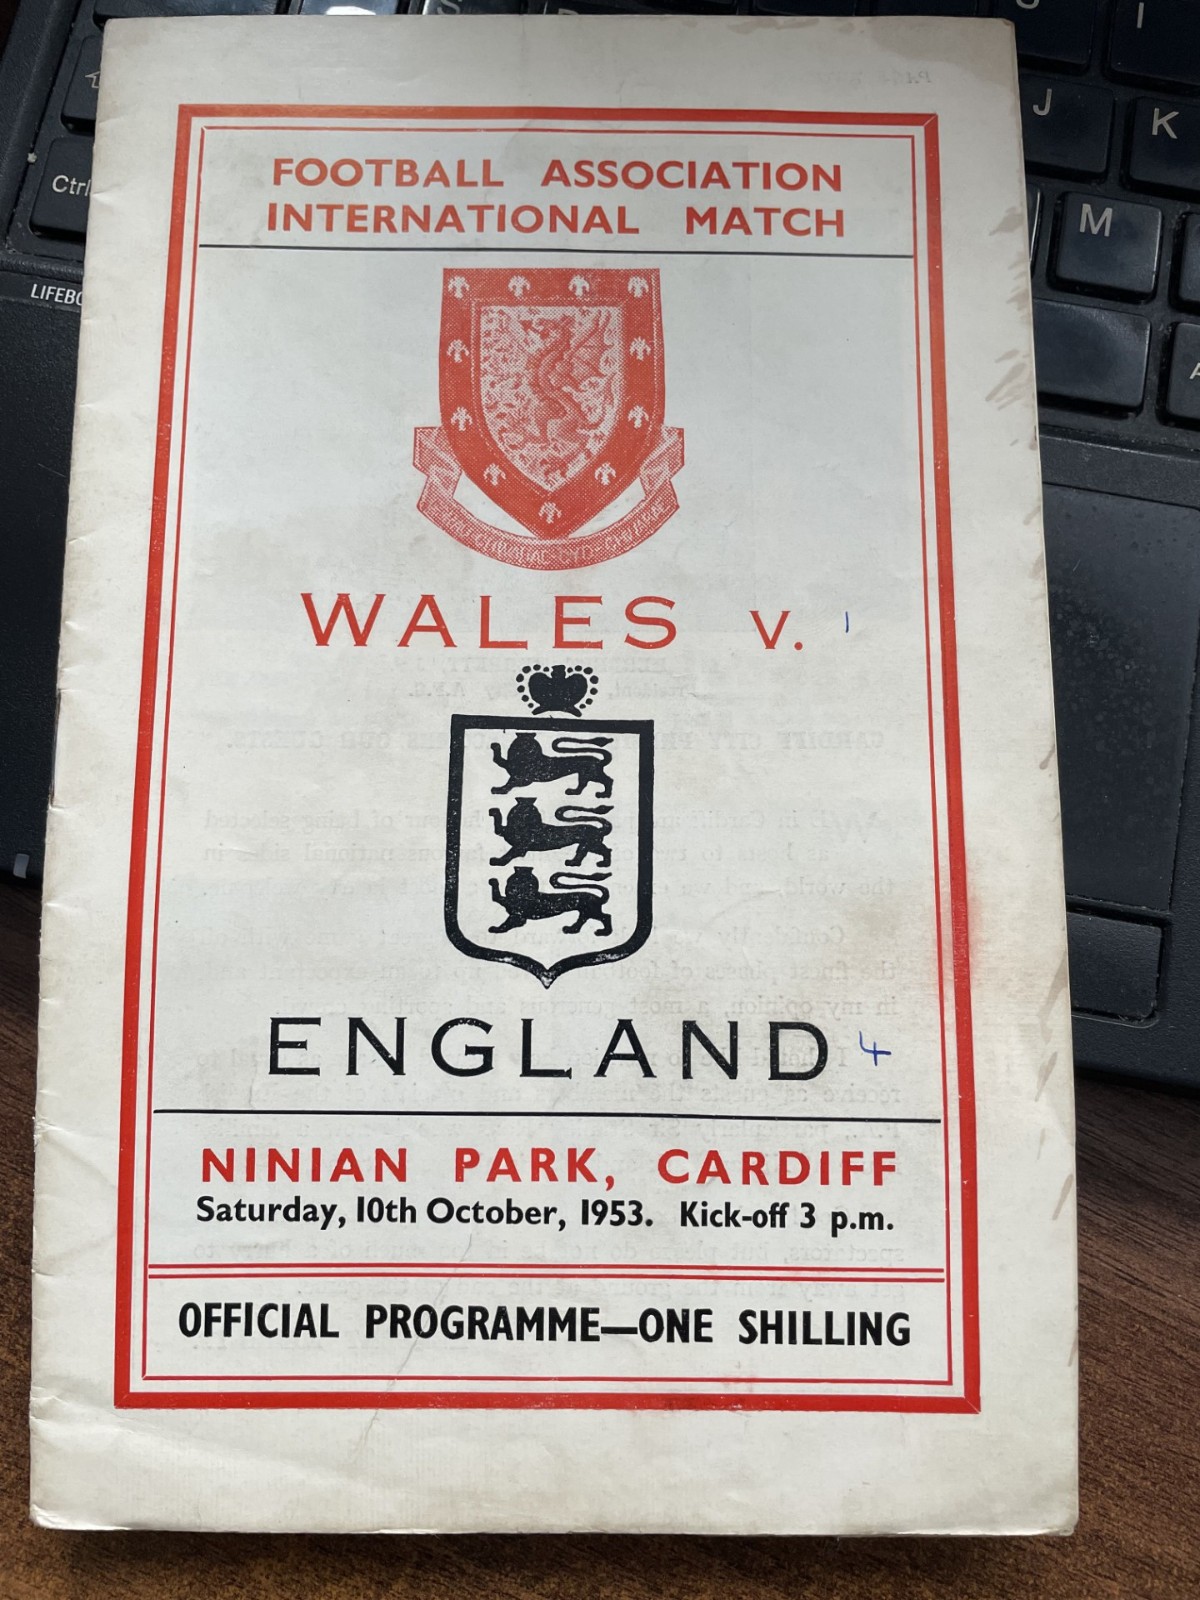 FOOTBALL ASSOCIATION
INTERNATIONAL MATCH
WALES v. 1
ENGLAND 4
NINIAN PARK, CARDIFF
Saturday, 10th October, 1953. Kick-off 3 p.m.
OFFICIAL PROGRAMME—ONE SHILLING
Ctrl
J
K
M
I